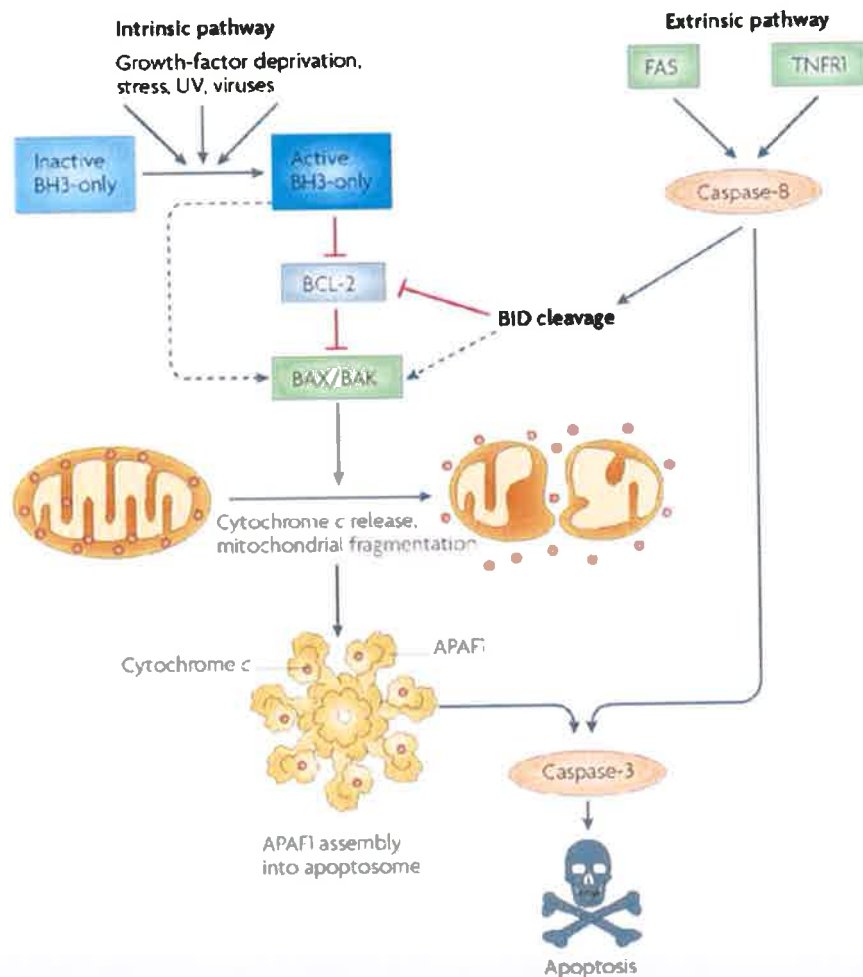 Intrinsic pathway
Growth-factor deprivation,
stress, UV, viruses
Extrinsic pathway
FAS
TNFR1
Inactive
BH3-only
Active
BH3-only
Caspase-8
BCL-2
BID cleavage
BAX/BAK
Cytochrome c release,
mitochondrial fragmentation
Cytochrome c
APAF1
Caspase-3
APAF1 assembly
into apoptosome
Apoptosis